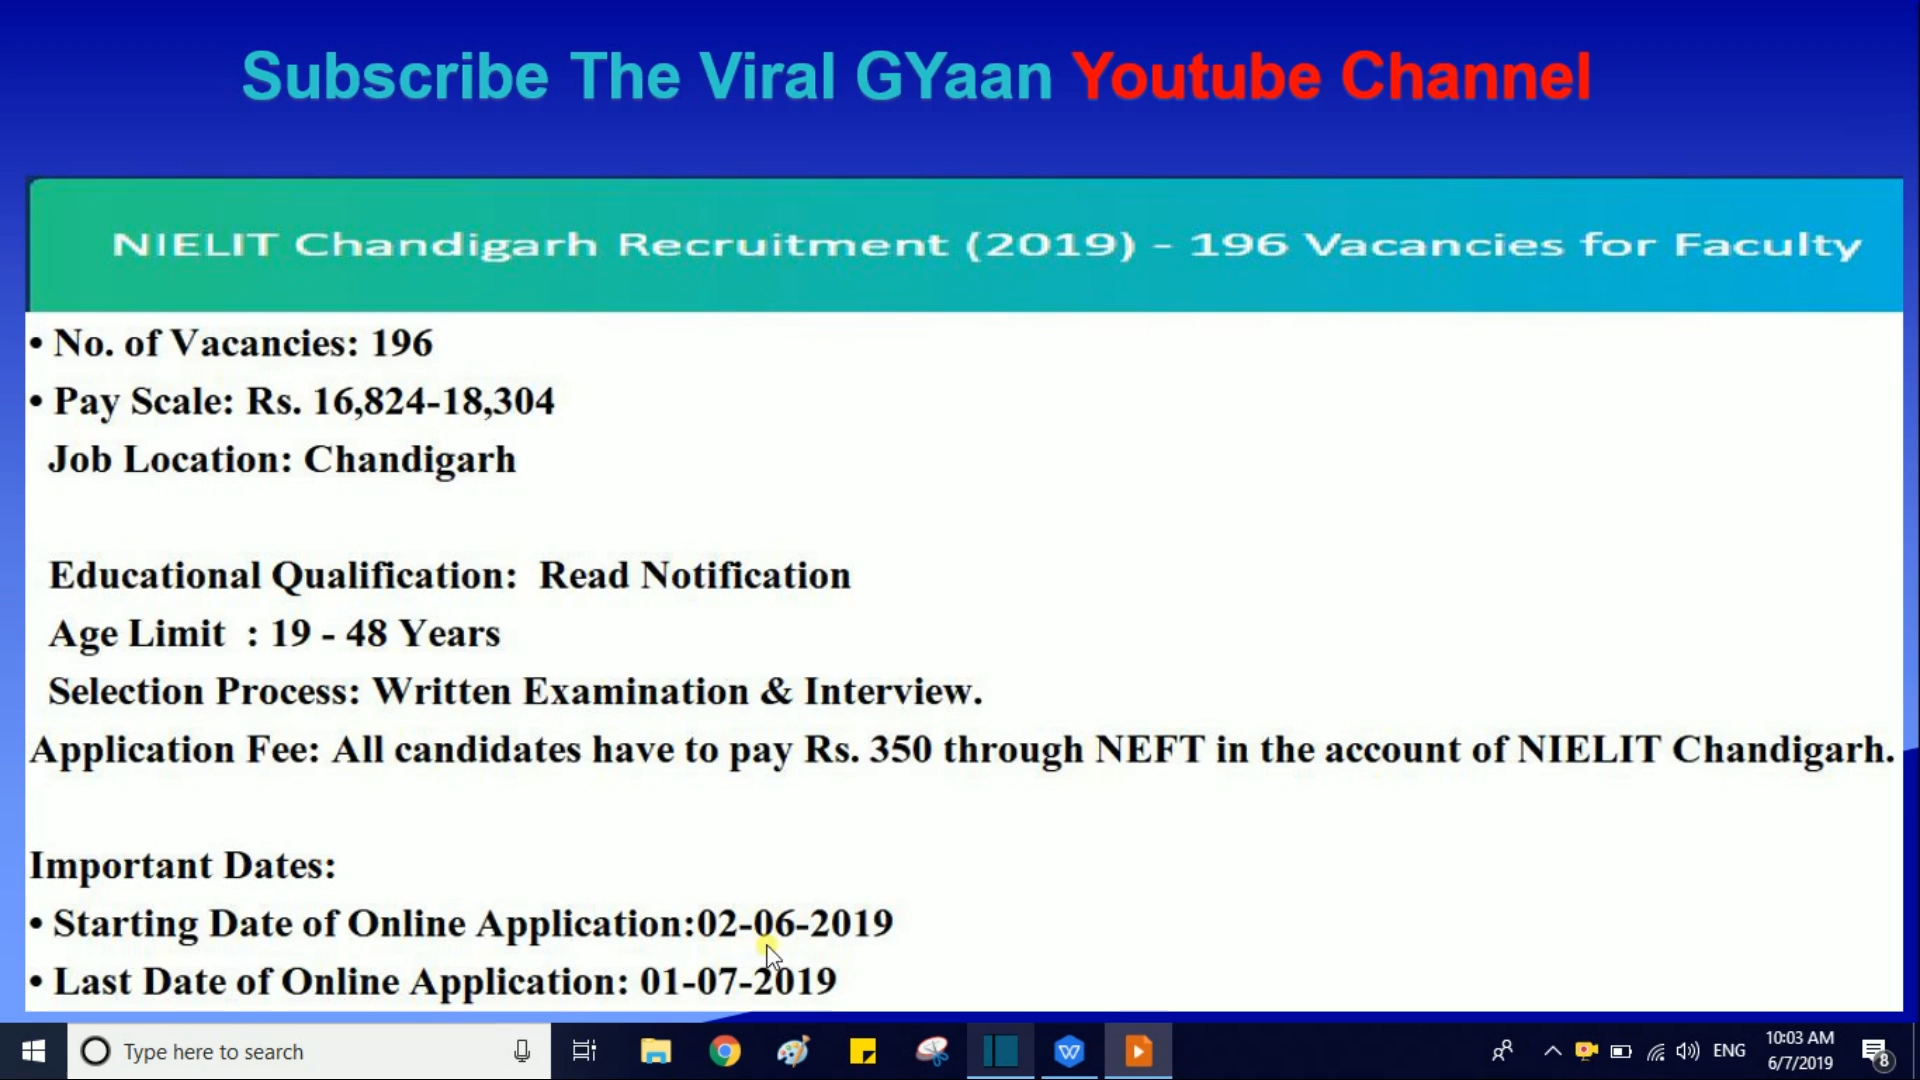 Subscribe The Viral GYaan Youtube Channel
NIELIT Chandigarh Recruitment (2019) - 196 Vacancies for Faculty
• No. of Vacancies: 196
• Pay Scale: Rs. 16,824-18,304
Job Location: Chandigarh
Educational Qualification:  Read Notification
Age Limit  : 19 - 48 Years
Selection Process: Written Examination & Interview.
Application Fee: All candidates have to pay Rs. 350 through NEFT in the account of NIELIT Chandigarh.
Important Dates:
• Starting Date of Online Application:02-06-2019
• Last Date of Online Application: 01-07-2019
Type here to search
ENG
10:03 AM
6/7/2019
8